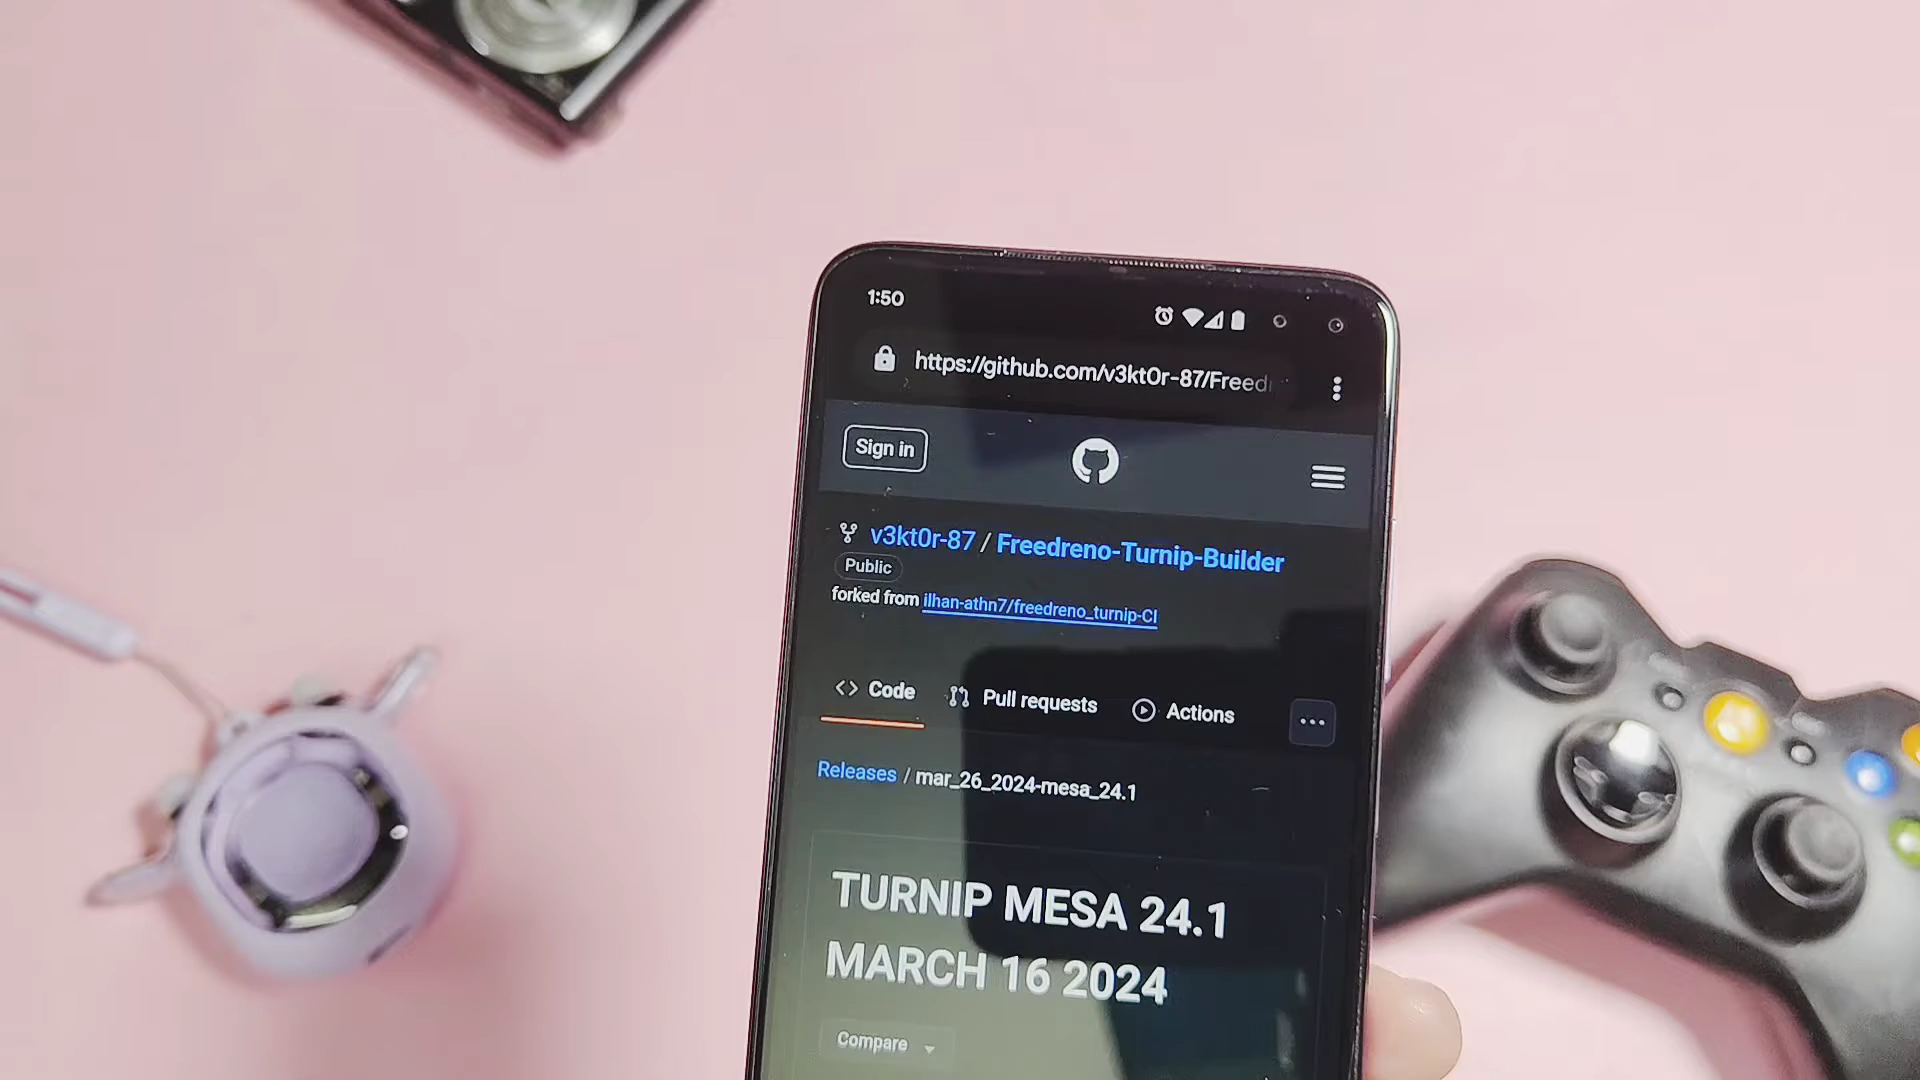 1:50
https://github.com/v3kt0r-87/Freed
Sign in
v3kt0r-87 / Freedreno-Turnip-Builder
Public
forked from ilhan-athn7/freedreno_turnip-CI
Code
Pull requests
Actions
Releases / mar_26_2024-mesa_24.1
TURNIP MESA 24.1
MARCH 16 2024
Compare